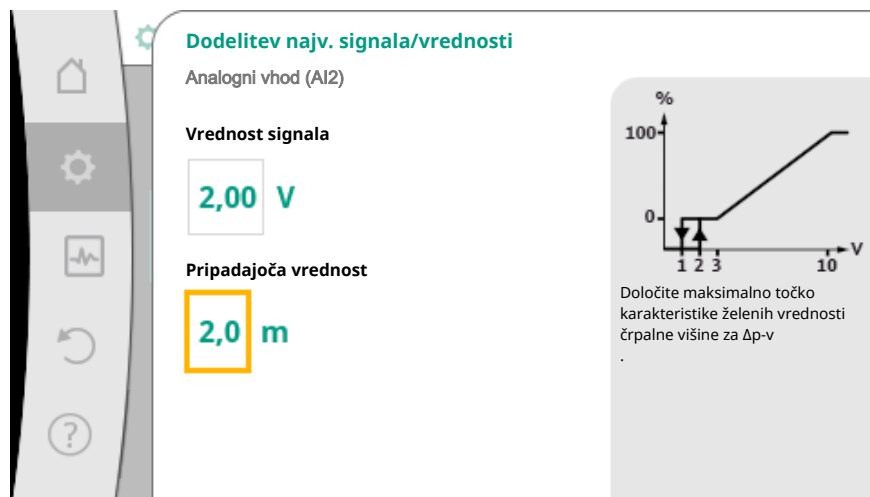 Dodelitev najv. signala/vrednosti
Analogni vhod (AI2)
Vrednost signala
2,00 V
Pripadajoča vrednost
2,0 m
%
100
0
1 2 3 10
V
Določite maksimalno točko
karakteristike želenih vrednosti
črpalne višine za Δp-v
.
?